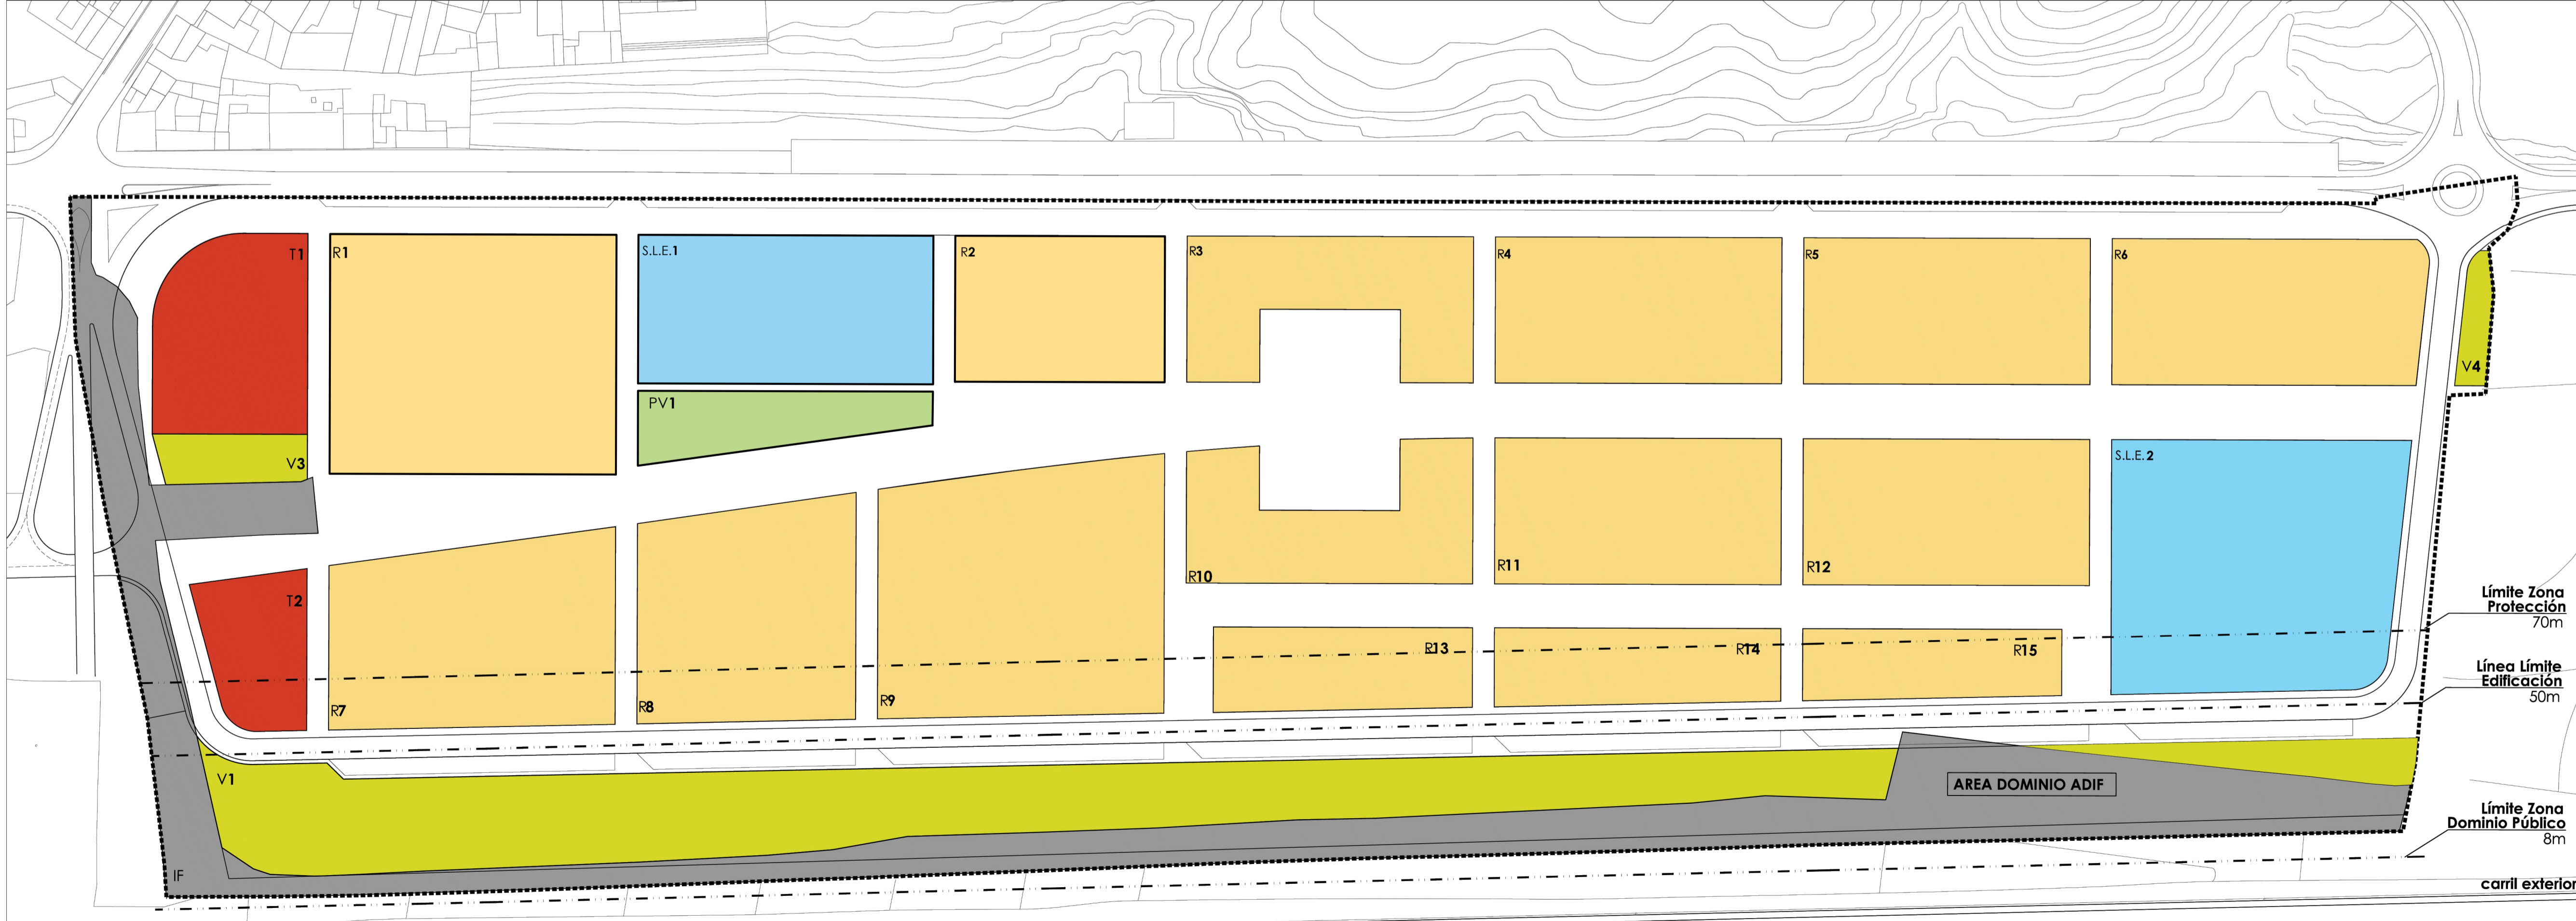 T1
R1
S.L.E.1
R2
R3
R4
R5
R6
V4
PV1
V3
S.L.E.2
R10
R11
R12
T2
R13
R14
R15
R7
R8
R9
V1
IF
AREA DOMINIO ADIF
Límite Zona
Protección
70m
Línea Límite
Edificación
50m
Límite Zona
Dominio Público
8m
carril exterior